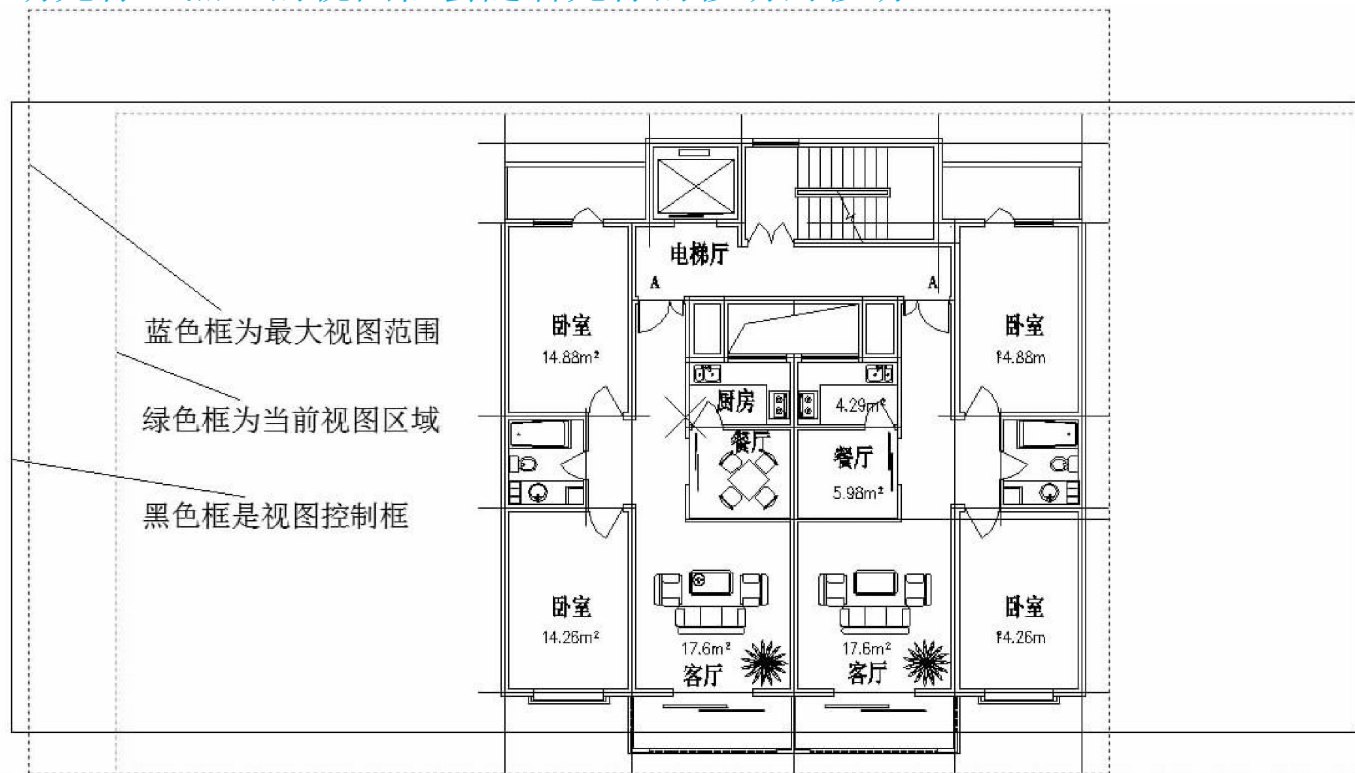 电梯厅
A
A
蓝色框为最大视图范围
卧室
14.88m²
卧室
14.88m
绿色框为当前视图区域
厨房
4.29m²
餐厅
餐厅
5.98m²
黑色框是视图控制框
卧室
14.26m²
卧室
14.26m
17.6m²
客厅
17.6m²
客厅